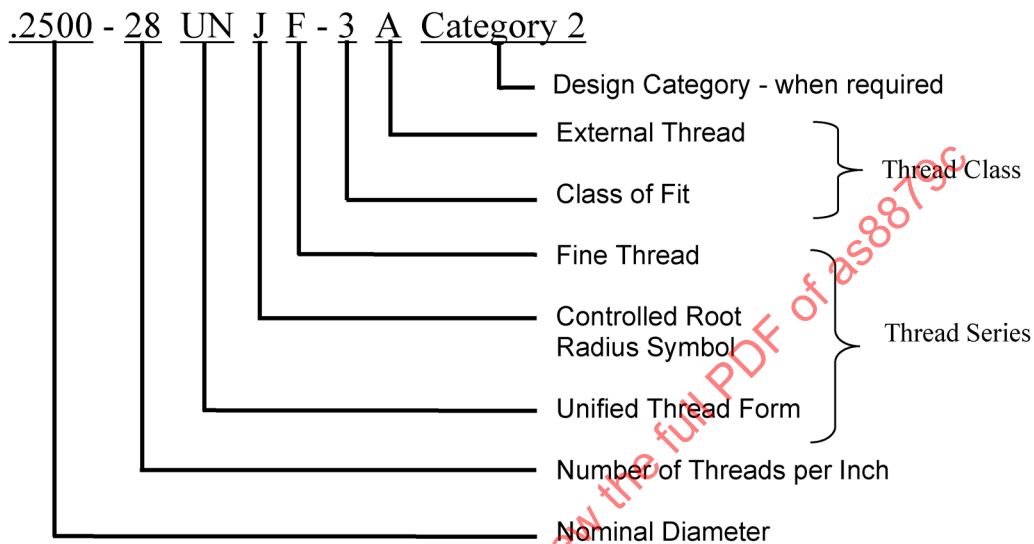 .2500 - 28 UN J F - 3 A Category 2
Design Category - when required
External Thread
Thread Class
Class of Fit
Fine Thread
Controlled Root
Radius Symbol
Thread Series
Unified Thread Form
Number of Threads per Inch
Nominal Diameter
ew the full PDF of as8879c